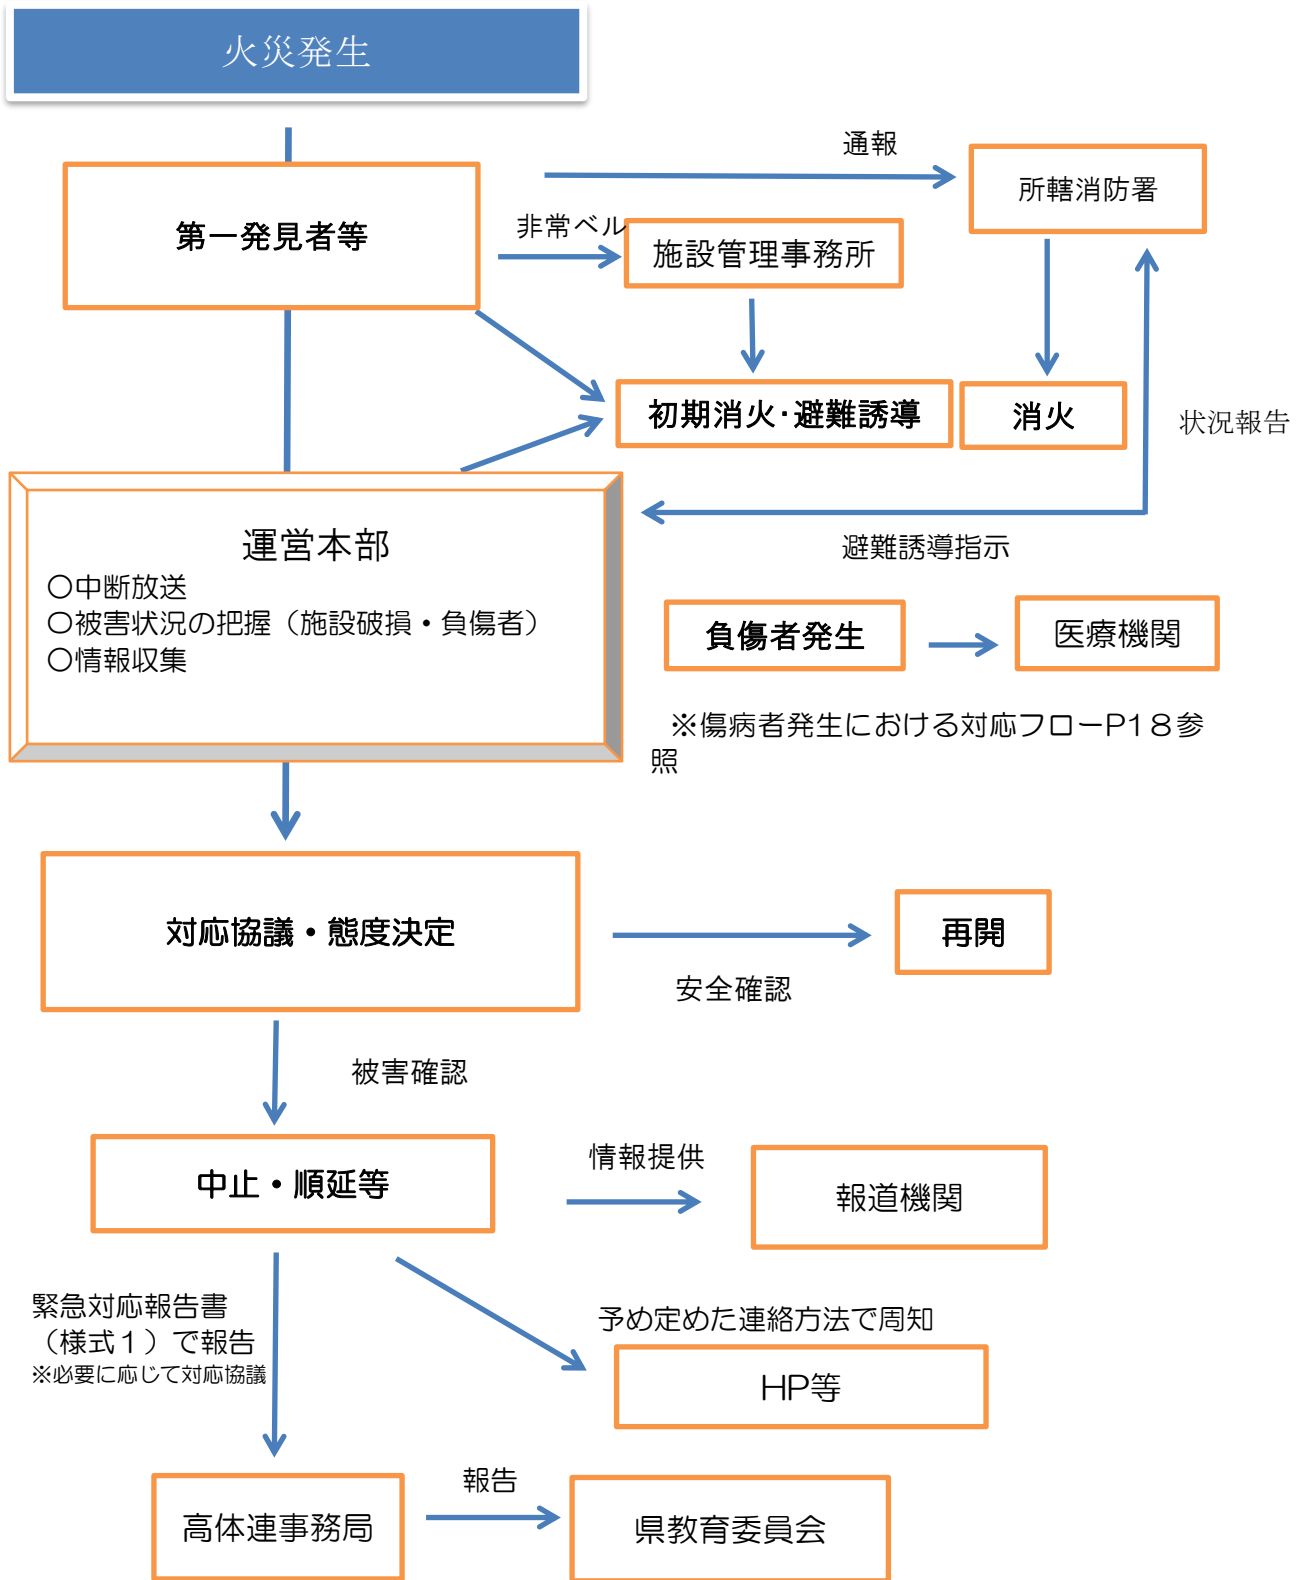 火災発生
通報
所轄消防署
第一発見者等
非常ベル
施設管理事務所
初期消火･避難誘導
消火
状況報告
運営本部
〇中断放送
〇被害状況の把握（施設破損・負傷者）
〇情報収集
避難誘導指示
負傷者発生
医療機関
※傷病者発生における対応フローP1８参
照
対応協議・態度決定
再開
安全確認
被害確認
中止・順延等
情報提供
報道機関
緊急対応報告書
（様式１）で報告
※必要に応じて対応協議
予め定めた連絡方法で周知
HP等
高体連事務局
報告
県教育委員会